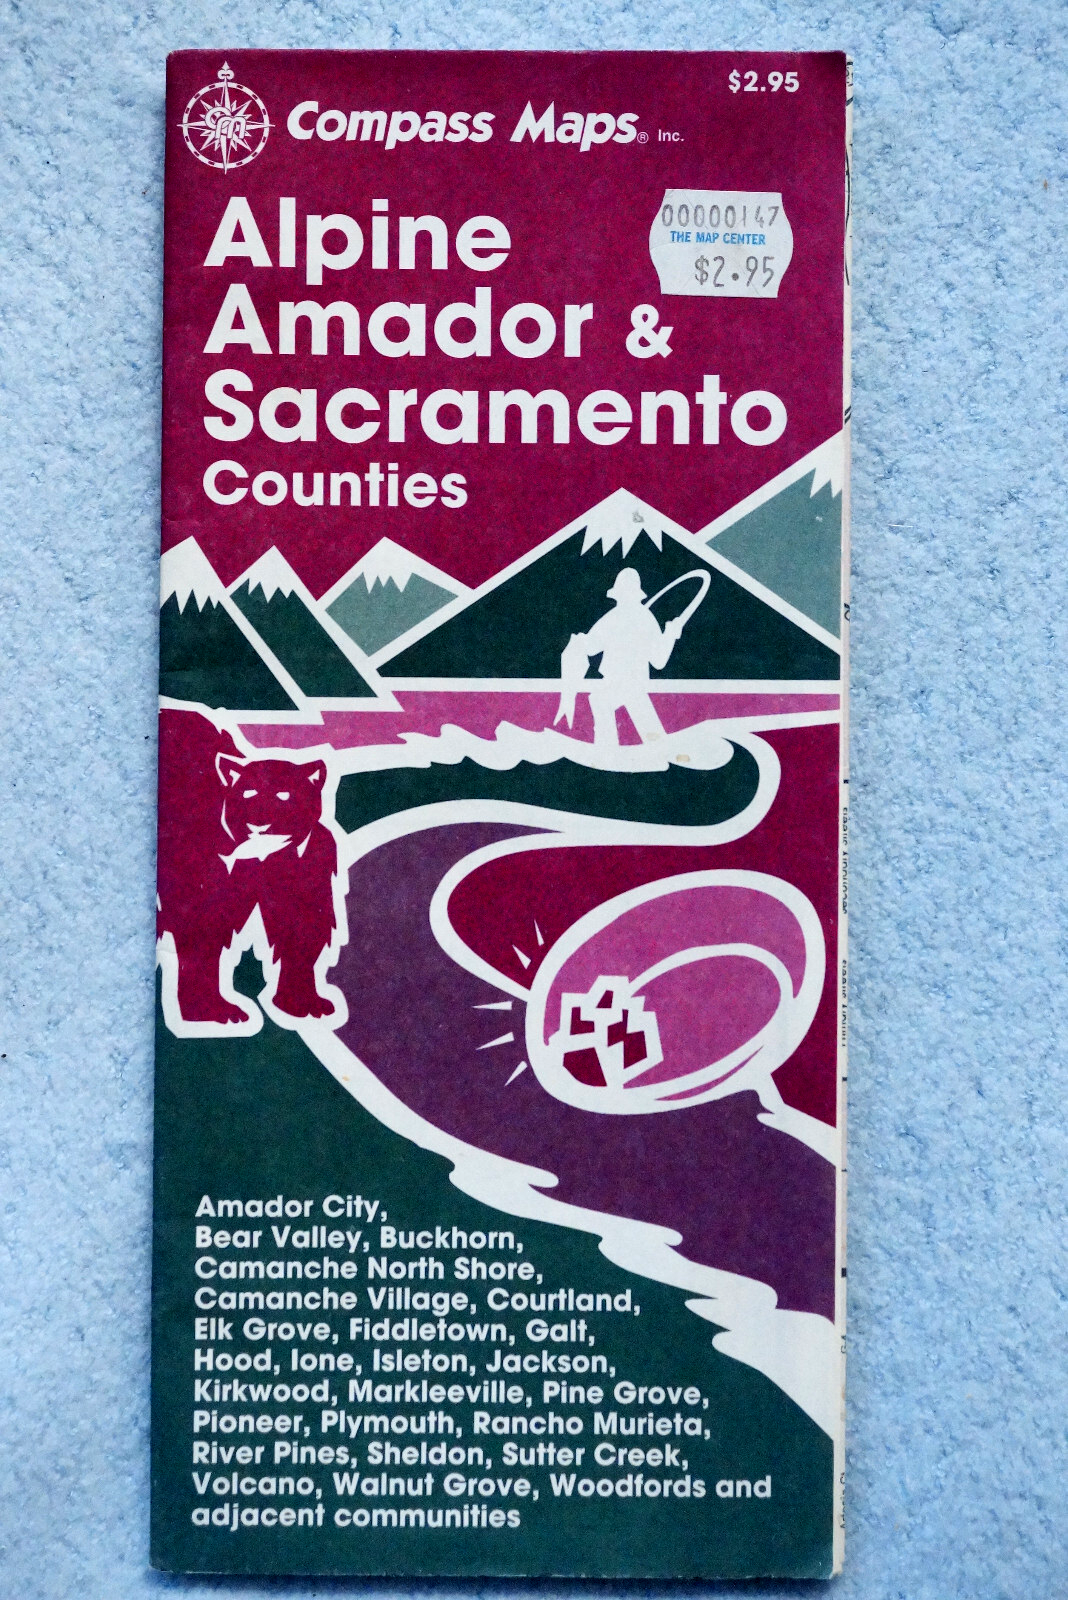 $2.95
Compass Maps® Inc.
Alpine
Amador &
Sacramento
Counties
00000147
THE MAP CENTER
$2.95
Amador City,
Bear Valley, Buckhorn,
Camanche North Shore,
Camanche Village, Courtland,
Elk Grove, Fiddletown, Galt,
Hood, Ione, Isleton, Jackson,
Kirkwood, Markleeville, Pine Grove,
Pioneer, Plymouth, Rancho Murieta,
River Pines, Sheldon, Sutter Creek,
Volcano, Walnut Grove, Woodfords and
adjacent communities